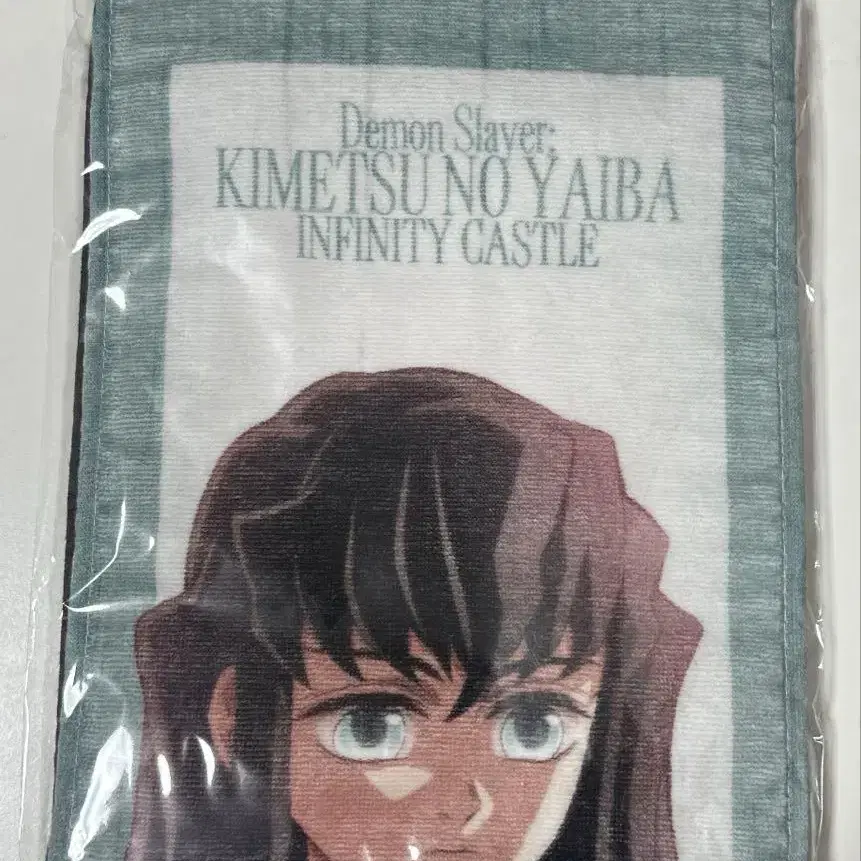 Demon Slayer:
KIMETSU NO YAIBA
INFINITY CASTLE